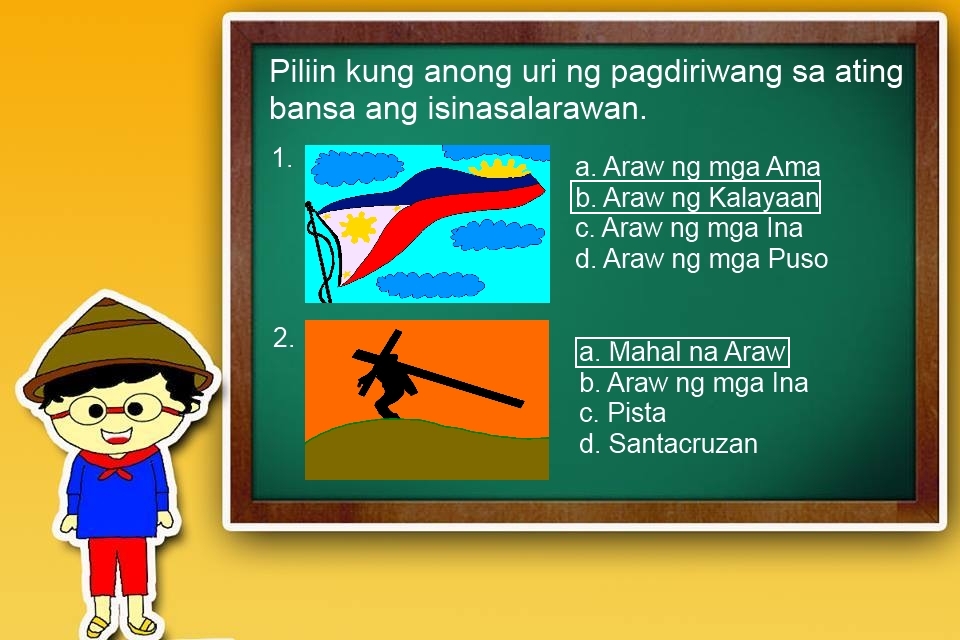 Piliin kung anong uri ng pagdiriwang sa ating
bansa ang isinasalarawan.
1.
a. Araw ng mga Ama
b. Araw ng Kalayaan
c. Araw ng mga Ina
d. Araw ng mga Puso
2.
a. Mahal na Araw
b. Araw ng mga Ina
c. Pista
d. Santacruzan